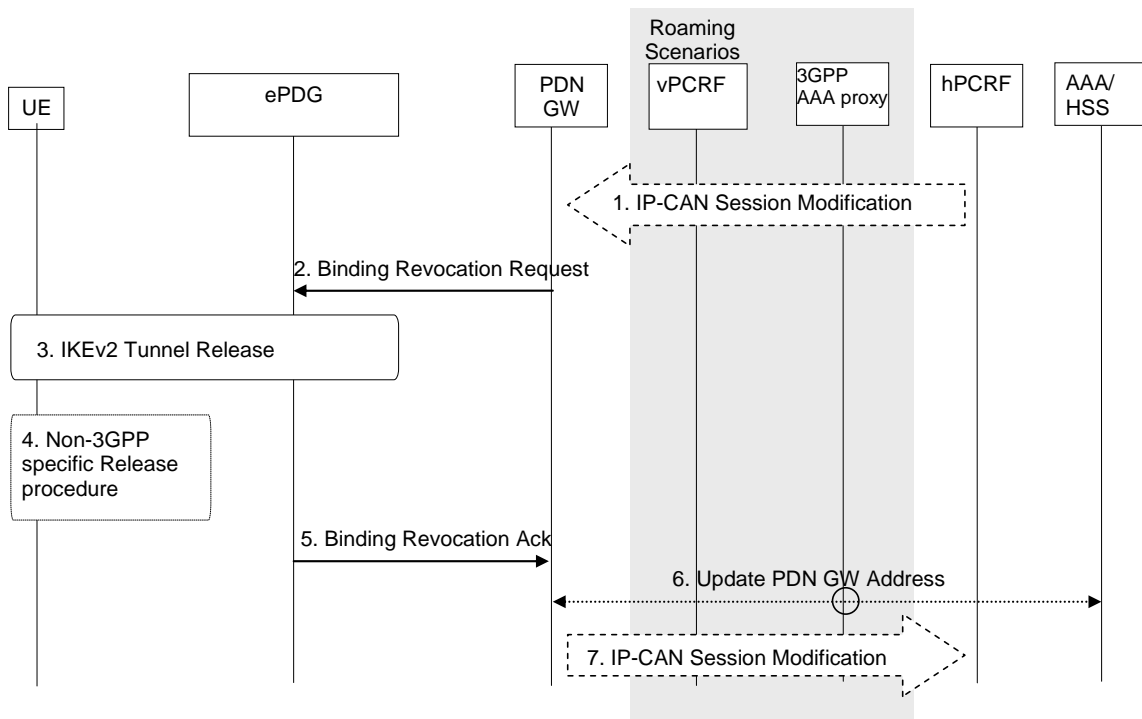 Roaming
Scenarios
UE
ePDG
PDN
GW
vPCRF
3GPP
AAA proxy
hPCRF
AAA/
HSS
1. IP-CAN Session Modification
2. Binding Revocation Request
3. IKEv2 Tunnel Release
4. Non-3GPP
specific Release
procedure
5. Binding Revocation Ack
6. Update PDN GW Address
7. IP-CAN Session Modification